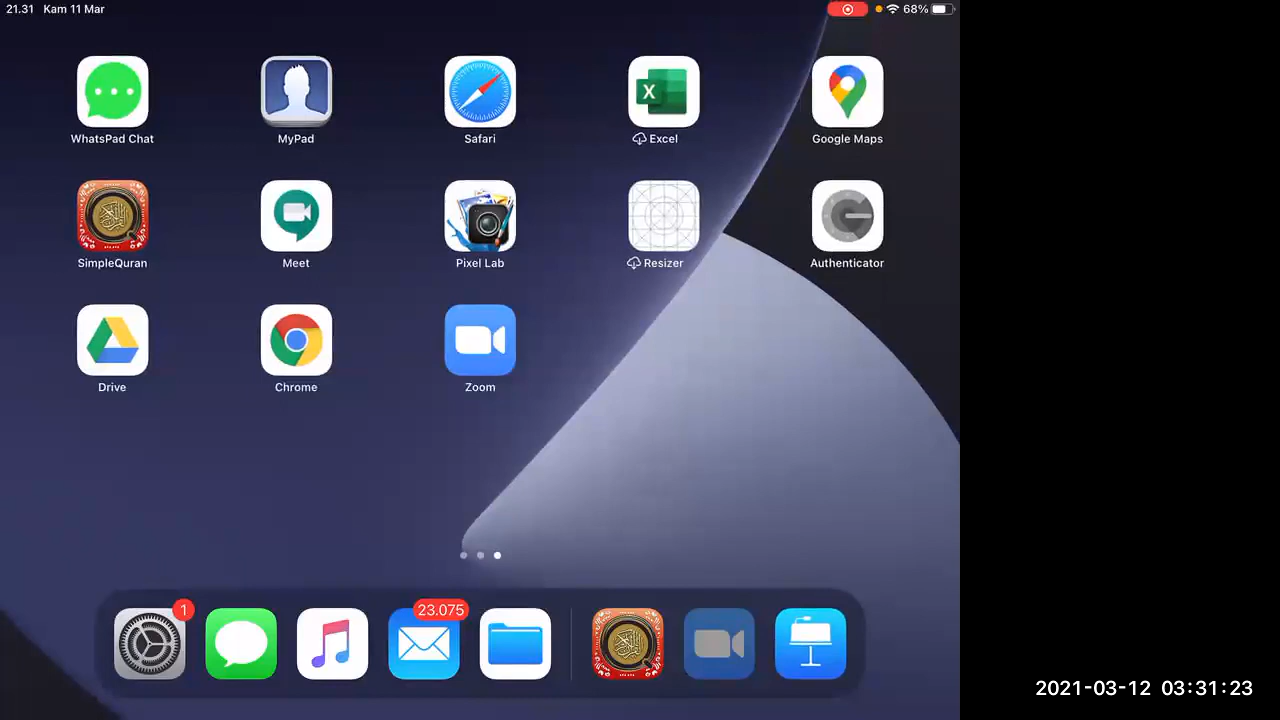 21.31 Kam 11 Mar
68%
WhatsPad Chat
MyPad
Safari
Excel
Google Maps
SimpleQuran
Meet
Pixel Lab
Resizer
Authenticator
Drive
Chrome
Zoom
1
23.075
2021-03-12 03:31:23